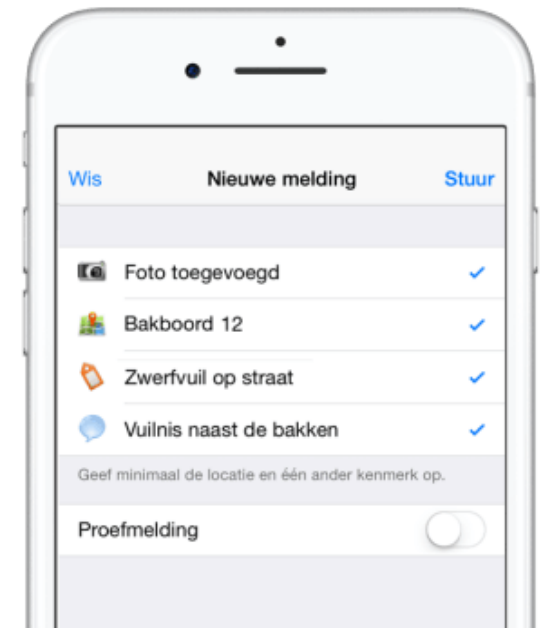 Wis Nieuwe melding Stuur
Foto toegevoegd
Bakboord 12
Zwerfvuil op straat
Vuilnis naast de bakken
Geef minimaal de locatie en één ander kenmerk op.
Proefmelding